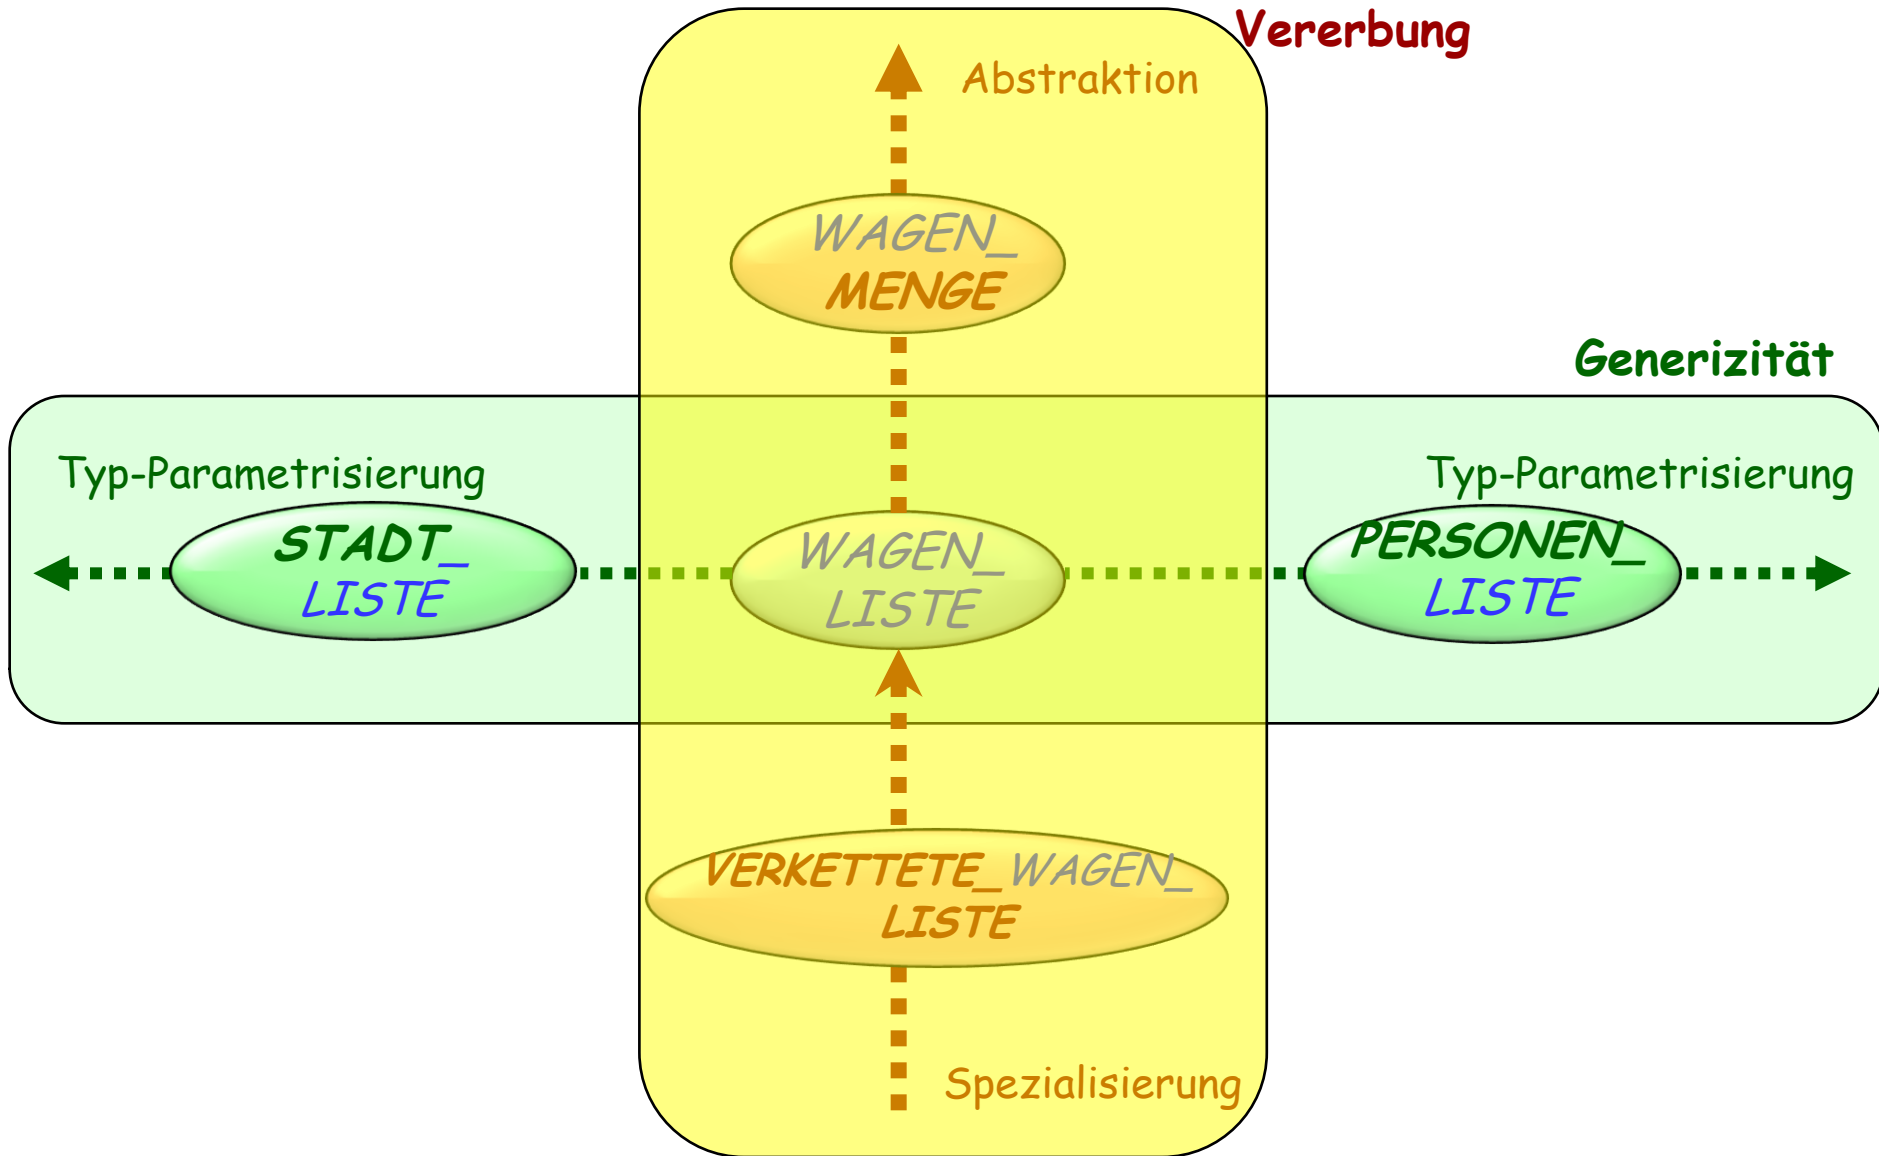 Vererbung
Abstraktion
WAGEN_
MENGE
Generizität
Typ-Parametrisierung
Typ-Parametrisierung
STADT_
LISTE
WAGEN_
LISTE
PERSONEN_
LISTE
VERKETTETE_WAGEN_
LISTE
Spezialisierung